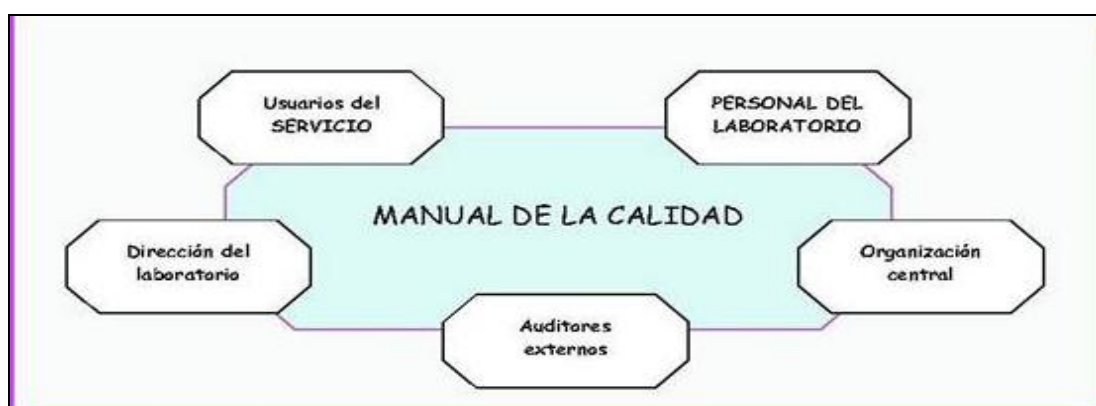 Usuarios del
SERVICIO
PERSONAL DEL
LABORATORIO
MANUAL DE LA CALIDAD
Dirección del
laboratorio
Organización
central
Auditores
externos